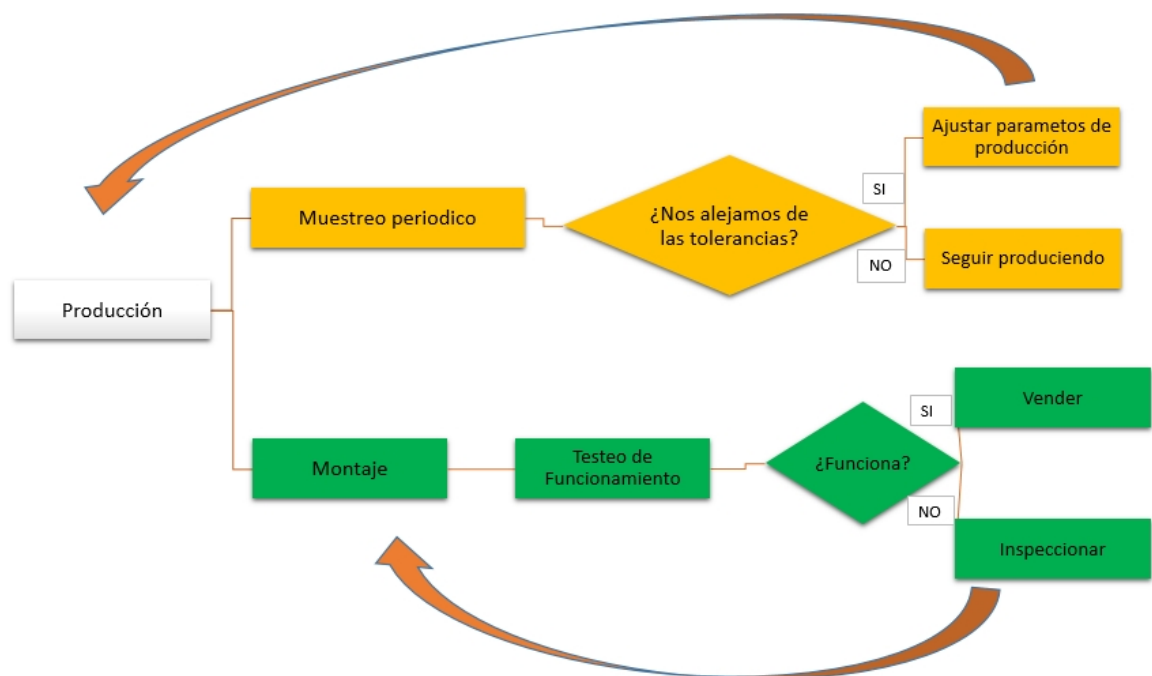 Ajustar parametos de
producción
SI
Muestreo periodico
¿Nos alejamos de
las tolerancias?
NO
Seguir produciendo
Producción
Vender
SI
Montaje
Testeo de
Funcionamiento
¿Funciona?
NO
Inspeccionar